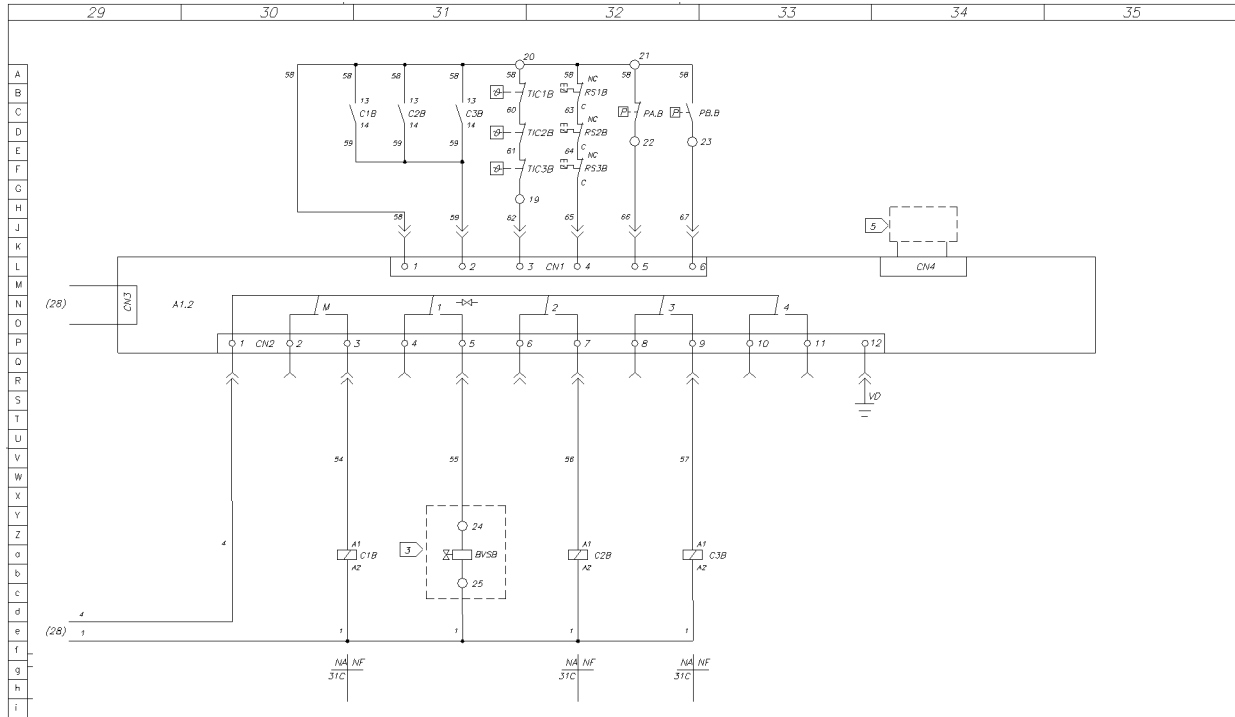 29 30 31 32 33 34 35
20 21
A 58 58 58 58 58 58 NC 58 58
B TIC1B RS1B
C 13 13 13 60 63 C P PA.B P PB.B
C1B C2B C3B
D 14 14 14 TIC2B NC RS2B
E 59 59 59 61 64 C 22 23
F TIC3B NC RS3B
G C
H 19
J 58 59 62 65 66 67 5
K
L 1 2 3 CN1 4 5 6 CN4
M
N (28) CN3 A1.2 M 1 2 3 4
O
P 1 CN2 2 3 4 5 6 7 8 9 10 11 12
Q
R
S VD
T
U
V 54 55 56 57
W
X
Y
Z 24
4 A1 A1 A1
a C1B 3 BVSB C2B C3B
b A2 A2 A2
c 25
d 4
e (28) 1 1 1 1 1
f
g NA NF NA NF NA NF
31C 31C 31C
h
i